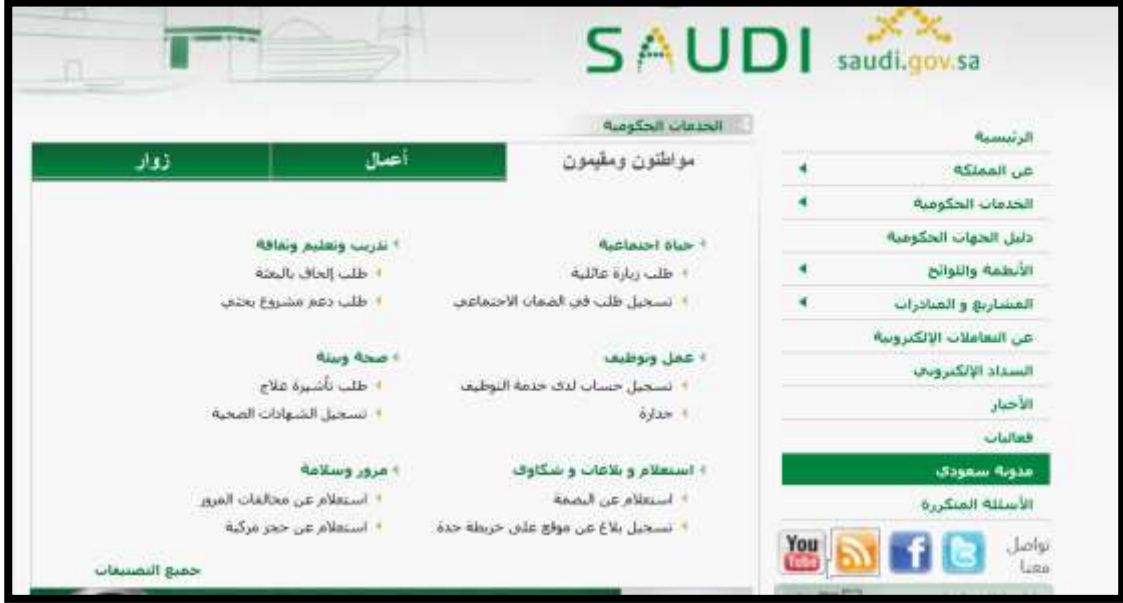 SAUDI saudi.gov.sa
الرئيسية
عن المملكة
الخدمات الحكومية
دليل الجهات الحكومية
الأنظمة واللوائح
المشاريع و المبادرات
عن التعاملات الإلكترونية
السداد الإلكتروني
الأخبار
فعاليات
مدونة سعودي
الأسئلة المتكررة
تواصل
معنا
You
Tube
الخدمات الحكومية
مواطنون ومقيمون
أعمال
زوار
حياة اجتماعية
طلب زيارة عائلية
تسجيل طلب في الضمان الاجتماعي
تدريب وتعليم وثقافة
طلب إلحاق بالبعثة
طلب دعم مشروع بحثي
عمل وتوظيف
تسجيل حساب لدى خدمة التوظيف
جدارة
صحة وبيئة
طلب تأشيرة علاج
تسجيل الشهادات الصحية
استعلام و بلاغات و شكاوى
استعلام عن البصمة
تسجيل بلاغ عن موقع على خريطة جدة
مرور وسلامة
استعلام عن مخالفات المرور
استعلام عن حجز مركبة
جميع التصنيفات